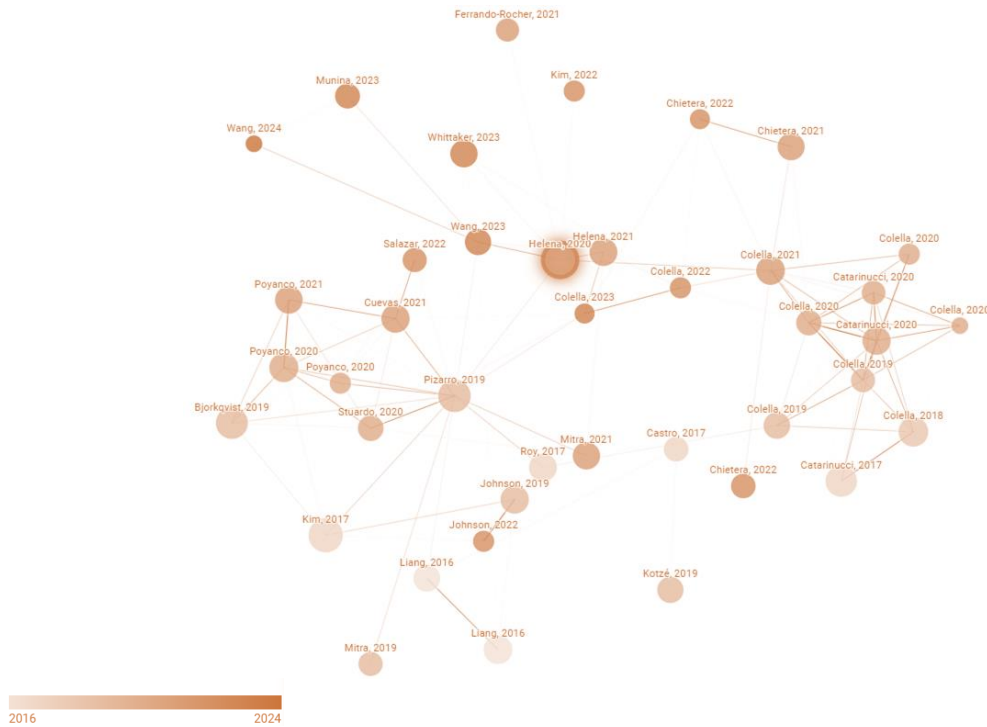 Ferrando-Rocher, 2021
Kim, 2022
Munina, 2023
Chietera, 2022
Wang, 2024
Chietera, 2021
Whittaker, 2023
Wang, 2023
Helena, 2021
Helena, 2020
Salazar, 2022
Colella, 2020
Colella, 2021
Colella, 2022
Catarinucci, 2020
Poyanco, 2021
Colella, 2023
Cuevas, 2021
Colella, 2020
Colella, 2020
Catarinucci, 2020
Poyanco, 2020
Poyanco, 2020
Colella, 2019
Pizarro, 2019
Bjorkqvist, 2019
Stuardo, 2020
Colella, 2019
Colella, 2018
Castro, 2017
Mitra, 2021
Roy, 2017
Catarinucci, 2017
Chietera, 2022
Johnson, 2019
Kim, 2017
Johnson, 2022
Liang, 2016
Kotzé, 2019
Liang, 2016
Mitra, 2019
2016
2024